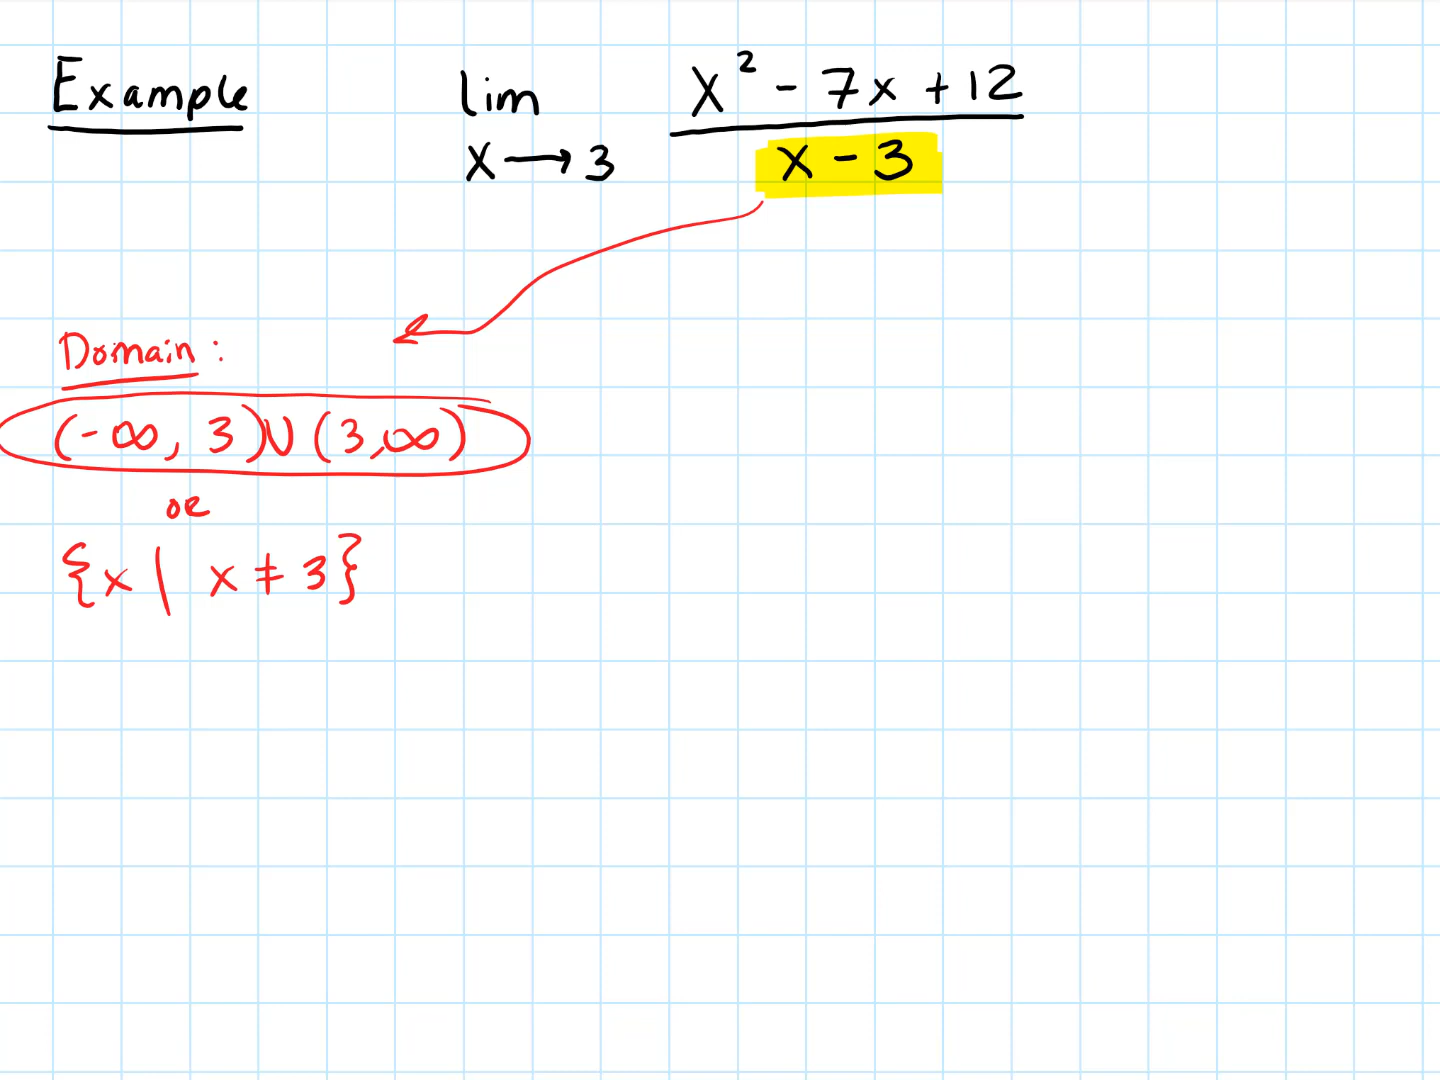 Example
lim x² - 7x + 12
x → 3 x - 3
Domain:
(-∞, 3) ∪ (3, ∞)
or
{x | x ≠ 3}